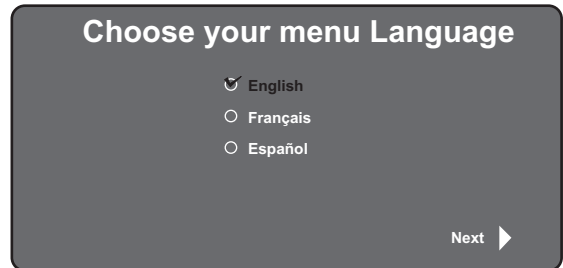 Choose your menu Language
English
Français
Español
Next